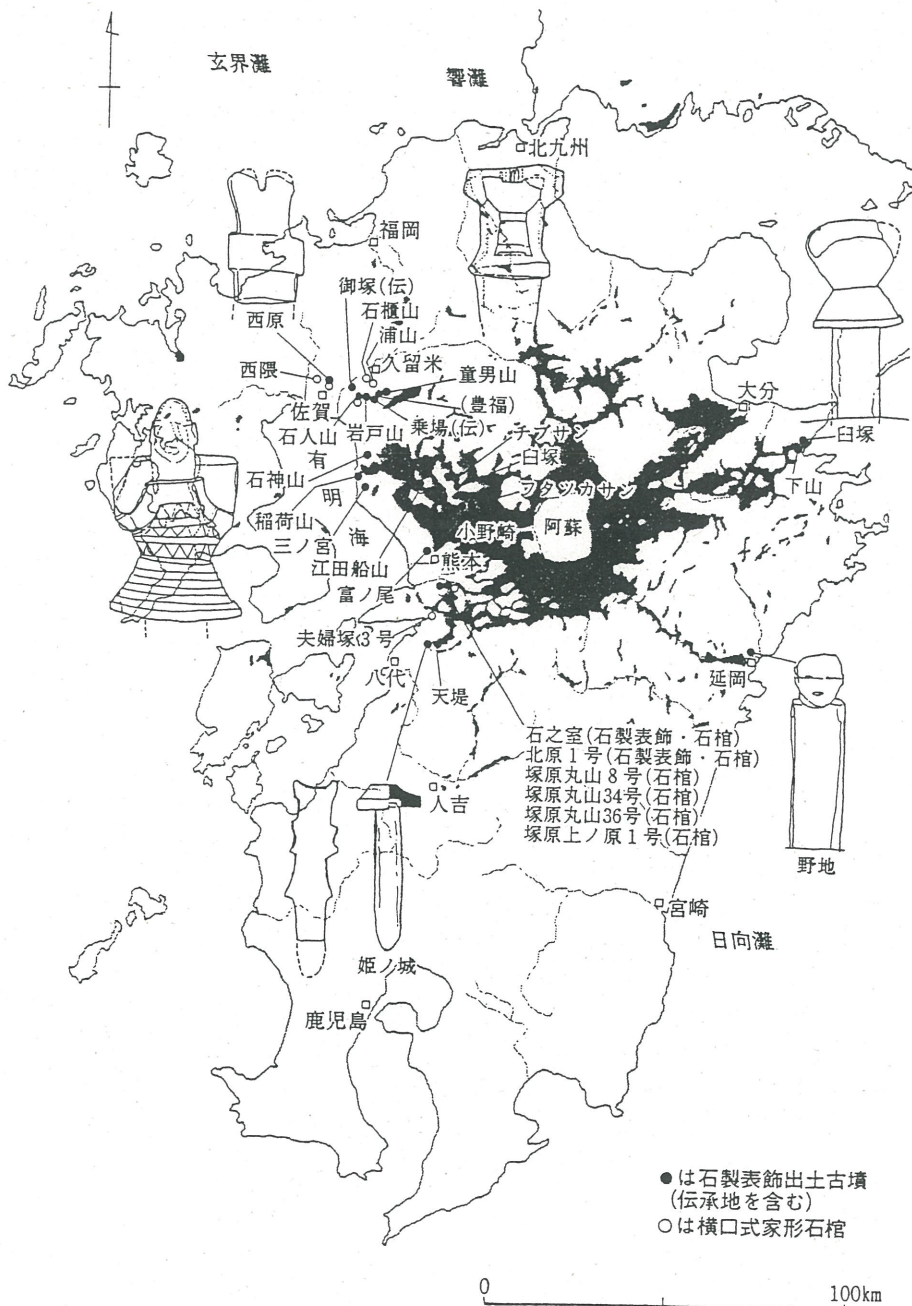 玄界灘
響灘
北九州
福岡
御塚(伝)
石櫃山
浦山
西原
久留米
西隈
童男山
(豊福)
佐賀
大分
石人山
岩戸山
乗場(伝)
チブサン
臼塚
臼塚
有
石神山
下山
明
フタツカサン
稲荷山
小野崎
阿蘇
三ノ宮
海
江田船山
熊本
富ノ尾
夫婦塚3号
八代
天堤
延岡
石之室(石製表飾・石棺)
北原1号(石製表飾・石棺)
塚原丸山8号(石棺)
塚原丸山34号(石棺)
塚原丸山36号(石棺)
塚原上ノ原1号(石棺)
人吉
野地
宮崎
日向灘
姫ノ城
鹿児島
●は石製表飾出土古墳
(伝承地を含む)
○は横口式家形石棺
0
100km